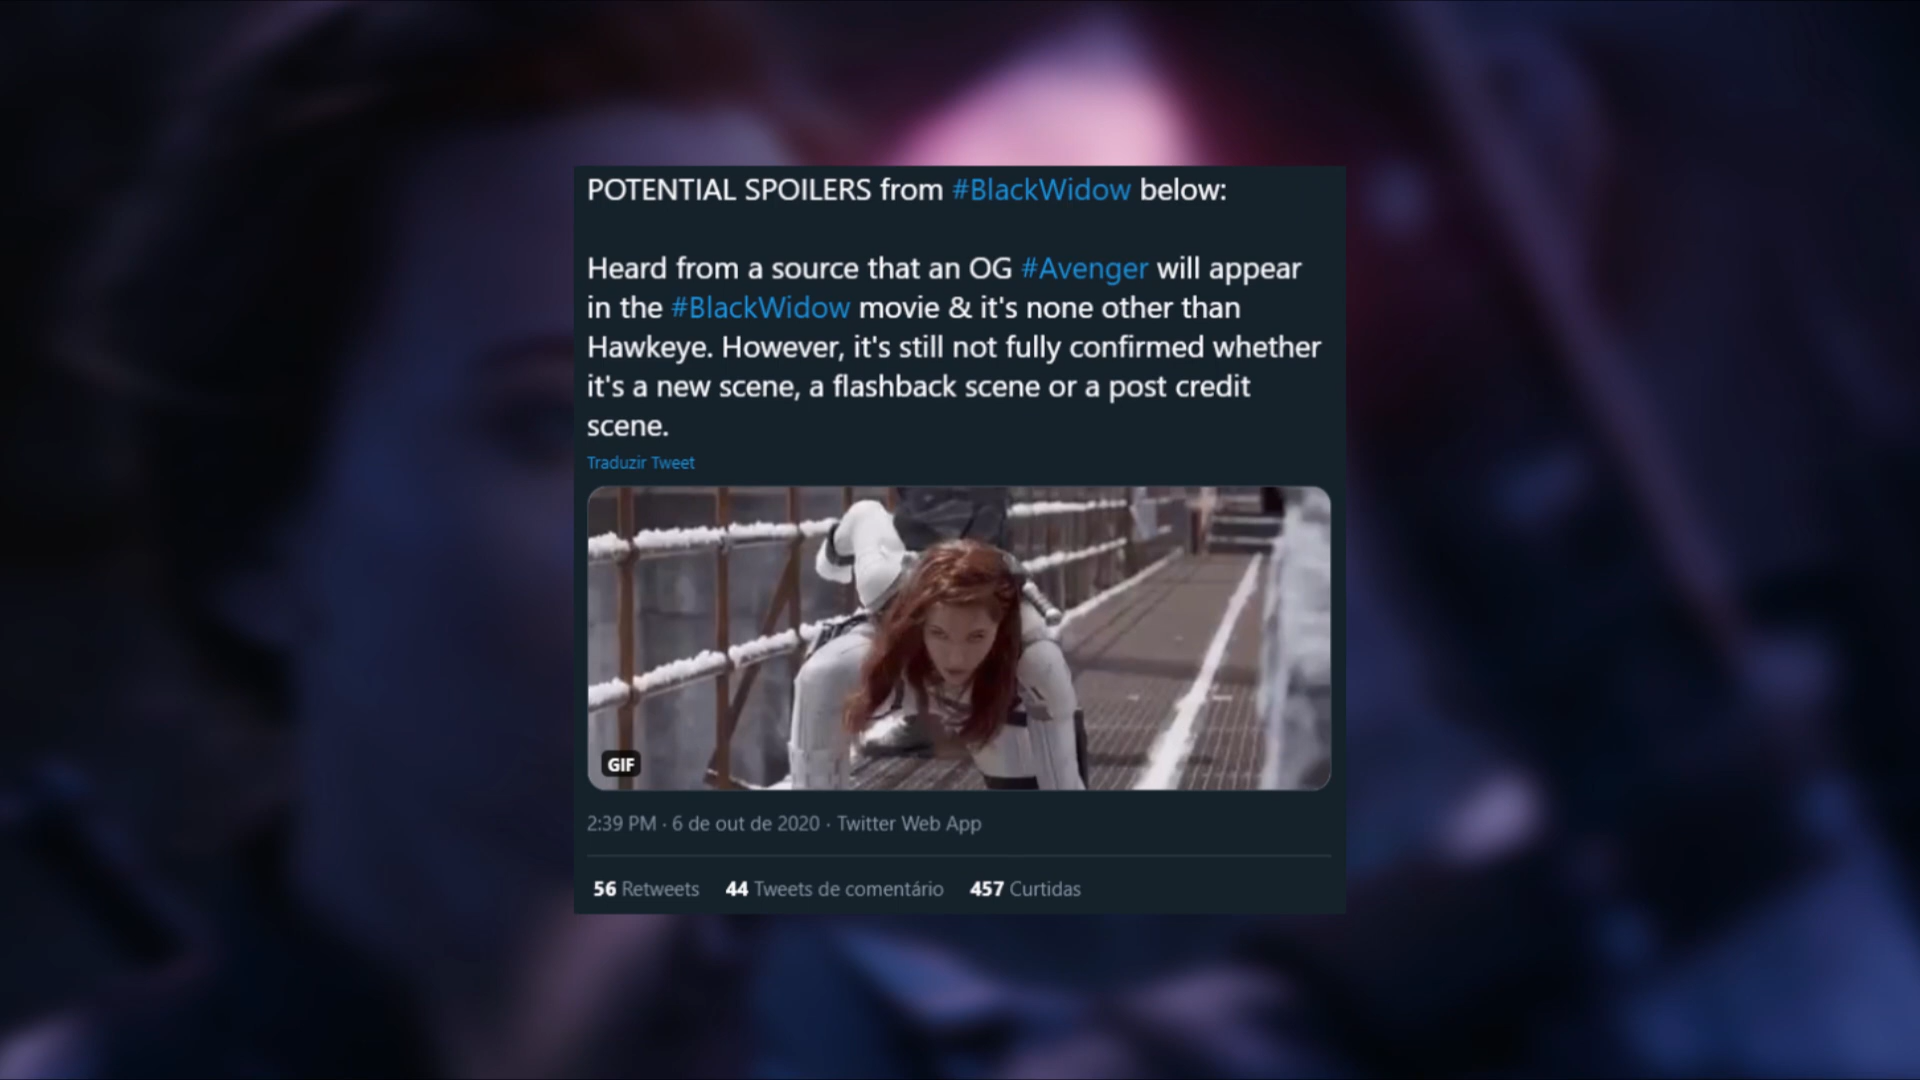 POTENTIAL SPOILERS from #BlackWidow below:
Heard from a source that an OG #Avenger will appear
in the #BlackWidow movie & it's none other than
Hawkeye. However, it's still not fully confirmed whether
it's a new scene, a flashback scene or a post credit
scene.
Traduzir Tweet
GIF
2:39 PM · 6 de out de 2020 · Twitter Web App
56 Retweets 44 Tweets de comentário 457 Curtidas